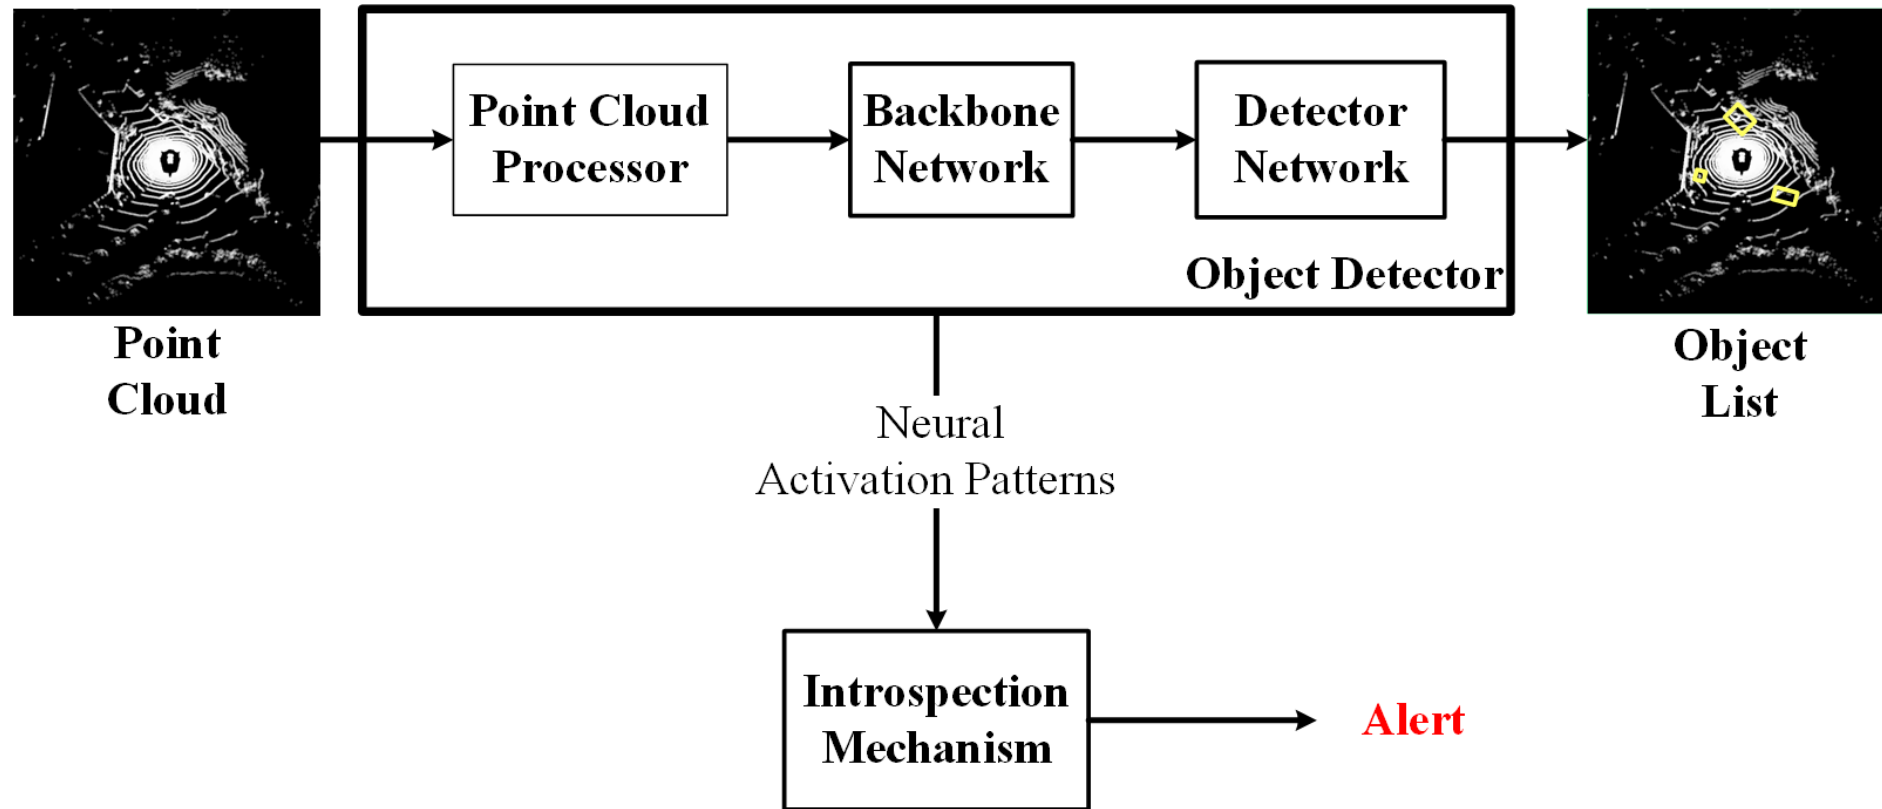 Point Cloud
Processor
Backbone
Network
Detector
Network
Object Detector
Point
Cloud
Object
List
Neural
Activation Patterns
Introspection
Mechanism
Alert